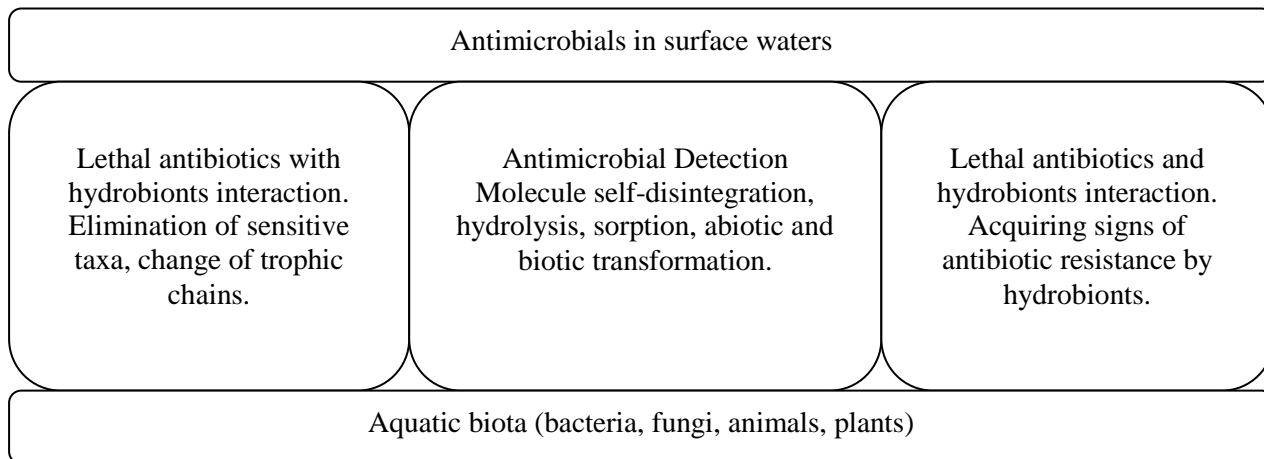 Antimicrobials in surface waters
Lethal antibiotics with
hydrobionts interaction.
Elimination of sensitive
taxa, change of trophic
chains.
Antimicrobial Detection
Molecule self-disintegration,
hydrolysis, sorption, abiotic and
biotic transformation.
Lethal antibiotics and
hydrobionts interaction.
Acquiring signs of
antibiotic resistance by
hydrobionts.
Aquatic biota (bacteria, fungi, animals, plants)